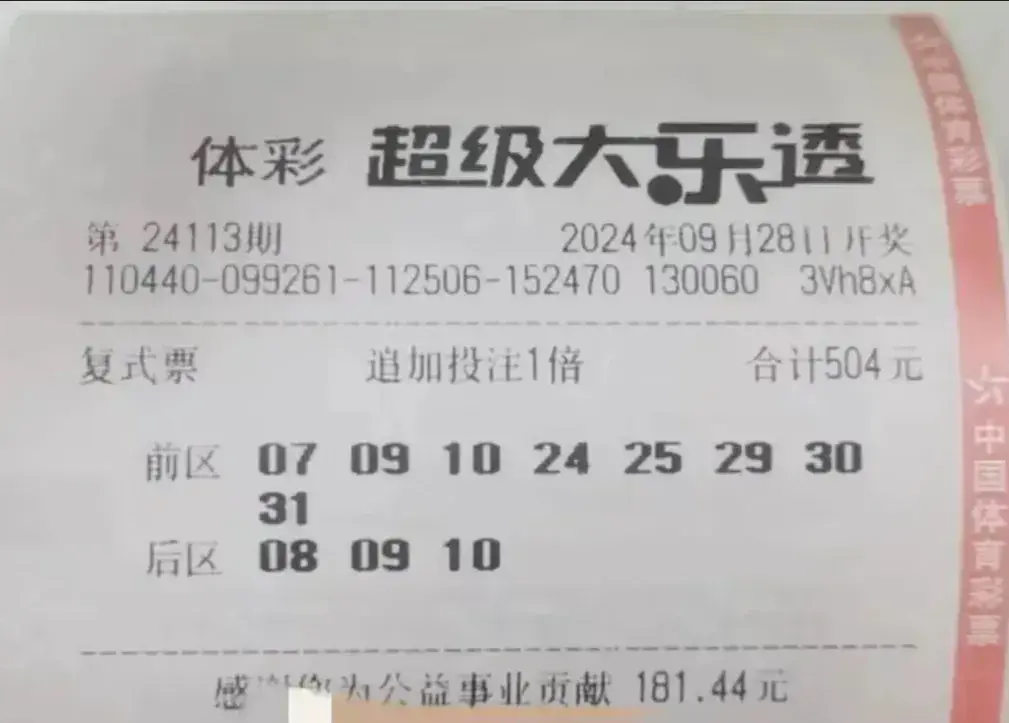 体彩 超级大乐透
第 24113期 2024年09月28日开奖
110440-099261-112506-152470 130060 3Vh8xA
复式票 追加投注1倍 合计504元
前区 07 09 10 24 25 29 30
31
后区 08 09 10
感谢您为公益事业贡献 181.44元
中国体育彩票
中国体育彩票